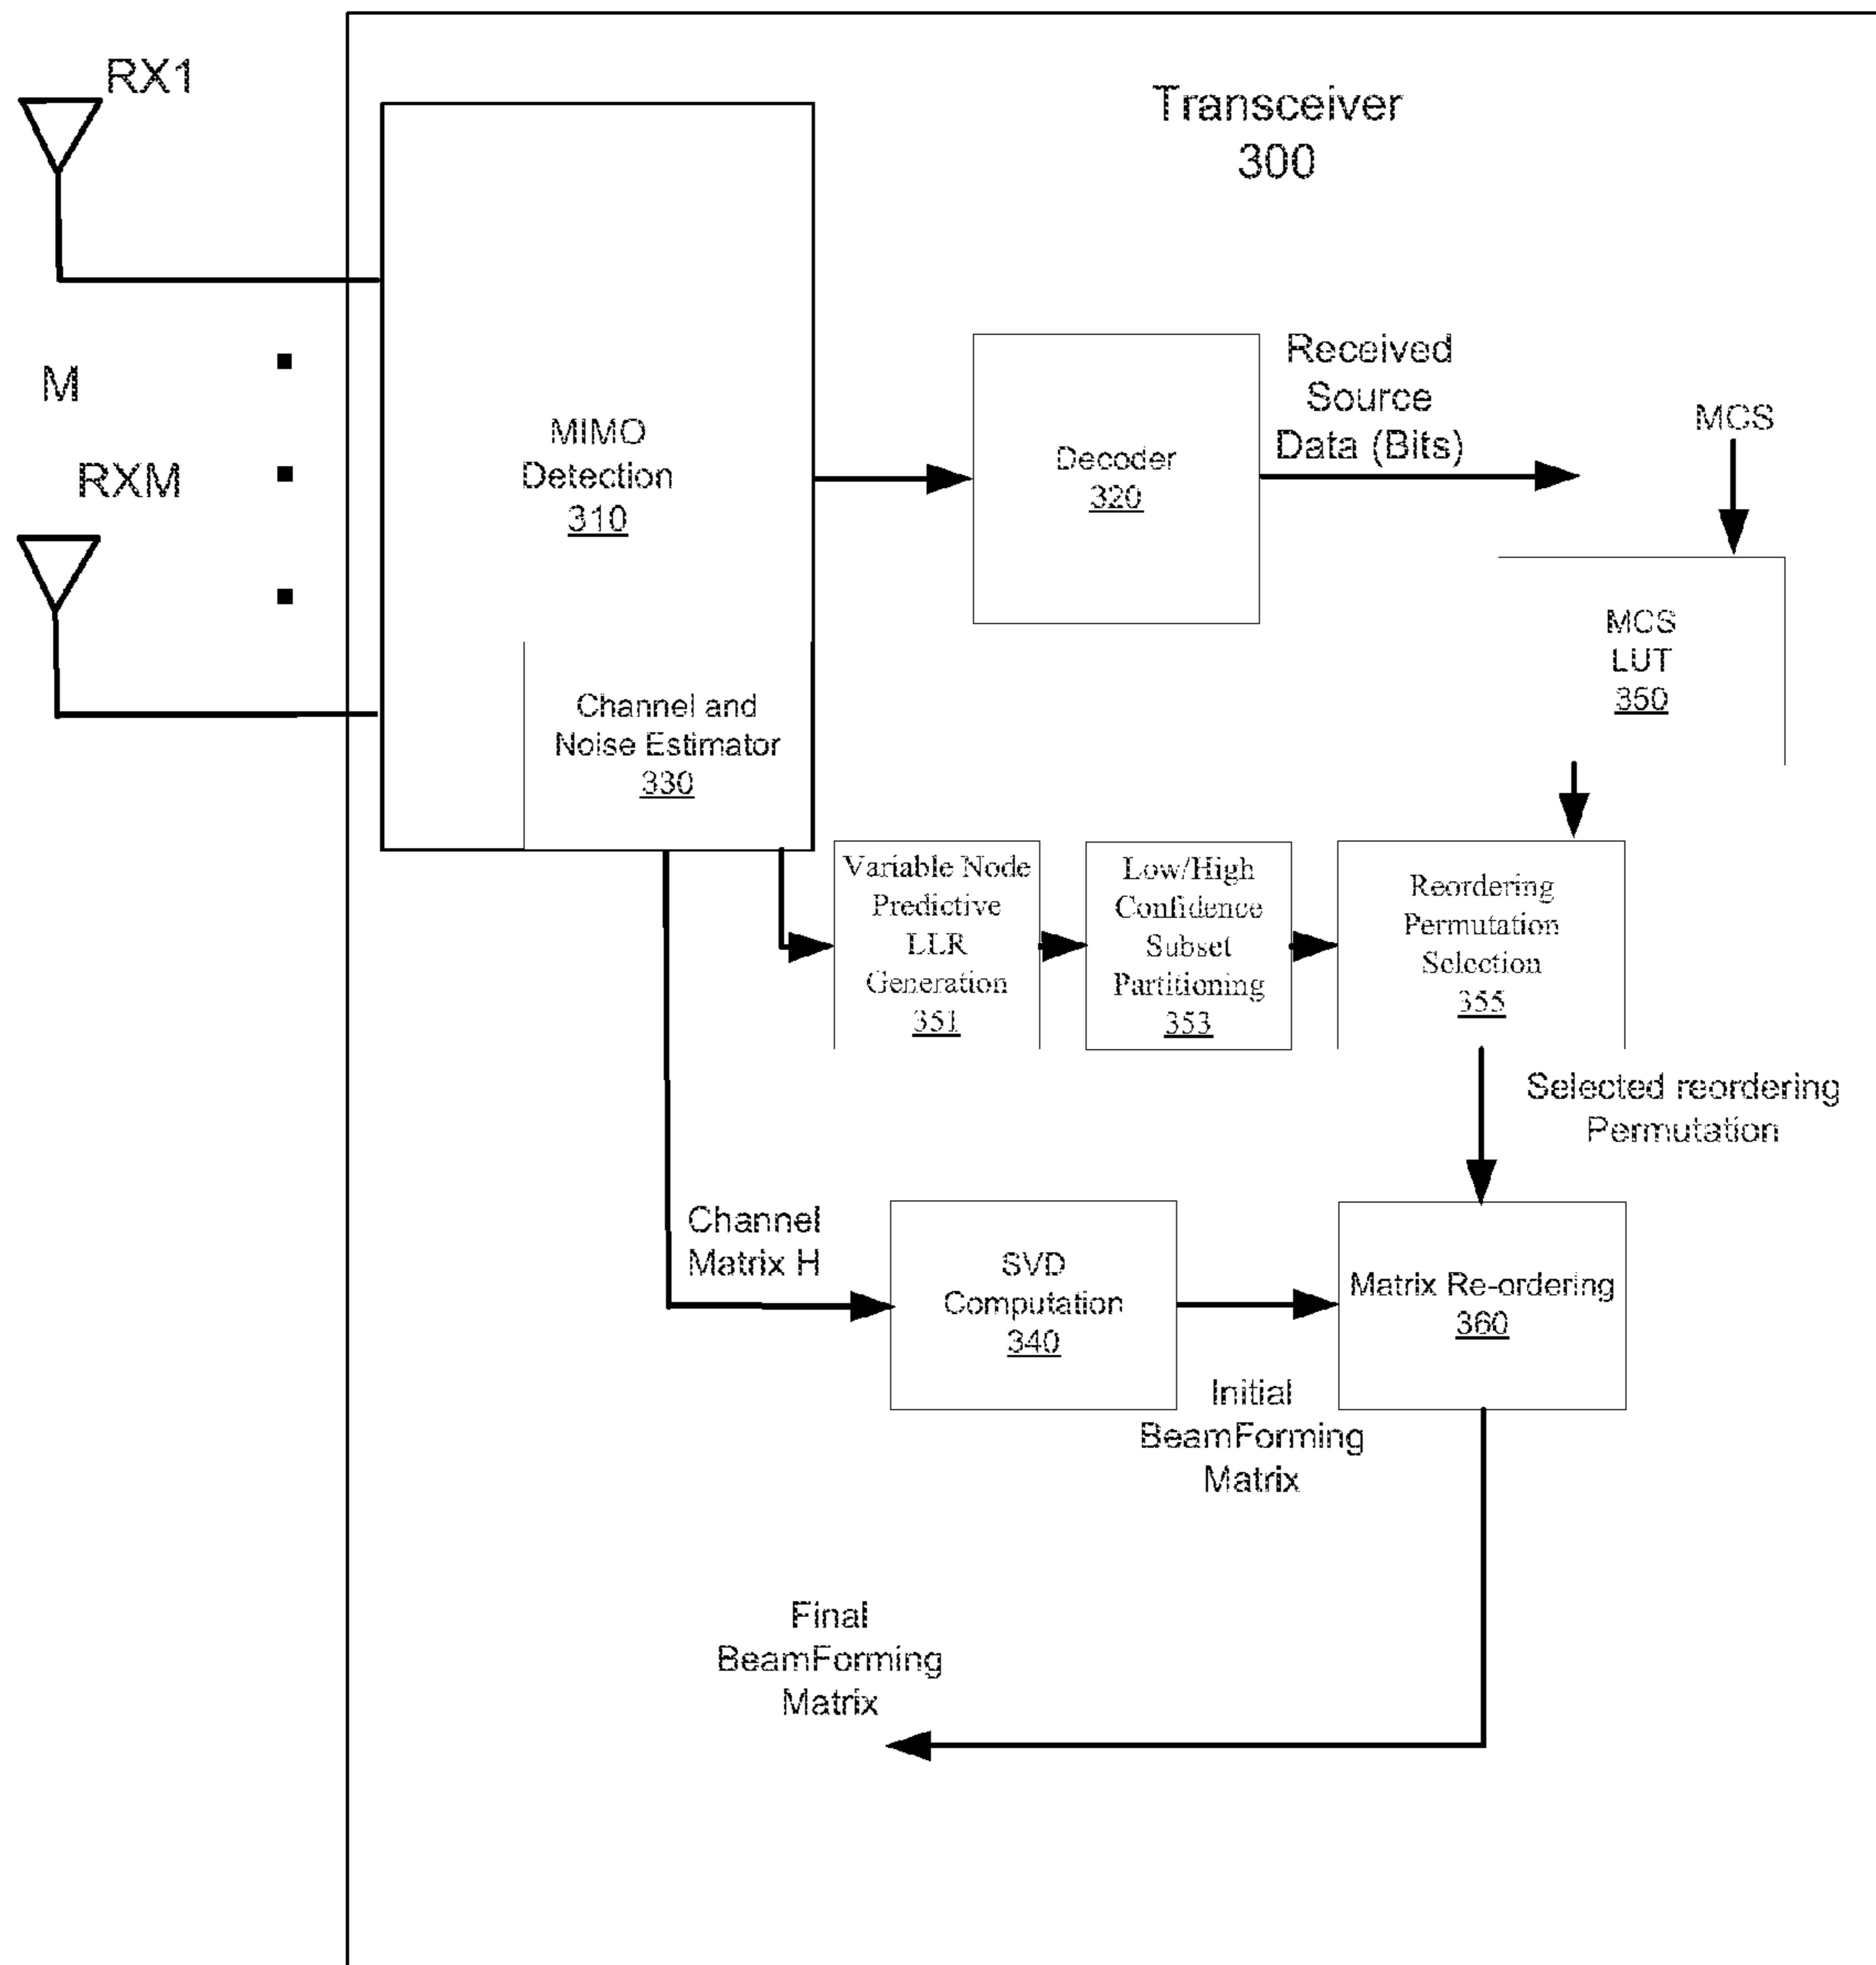 RX1
Transceiver
300
M
RXM
MIMO
Detection
310
Decoder
320
Received
Source
Data (Bits)
MCS
MCS
LUT
350
Channel and
Noise Estimator
330
Variable Node
Predictive
LLR
Generation
351
Low/High
Confidence
Subset
Partitioning
353
Reordering
Permutation
Selection
355
Selected reordering
Permutation
Channel
Matrix H
SVD
Computation
340
Matrix Re-ordering
360
Initial
BeamForming
Matrix
Final
BeamForming
Matrix